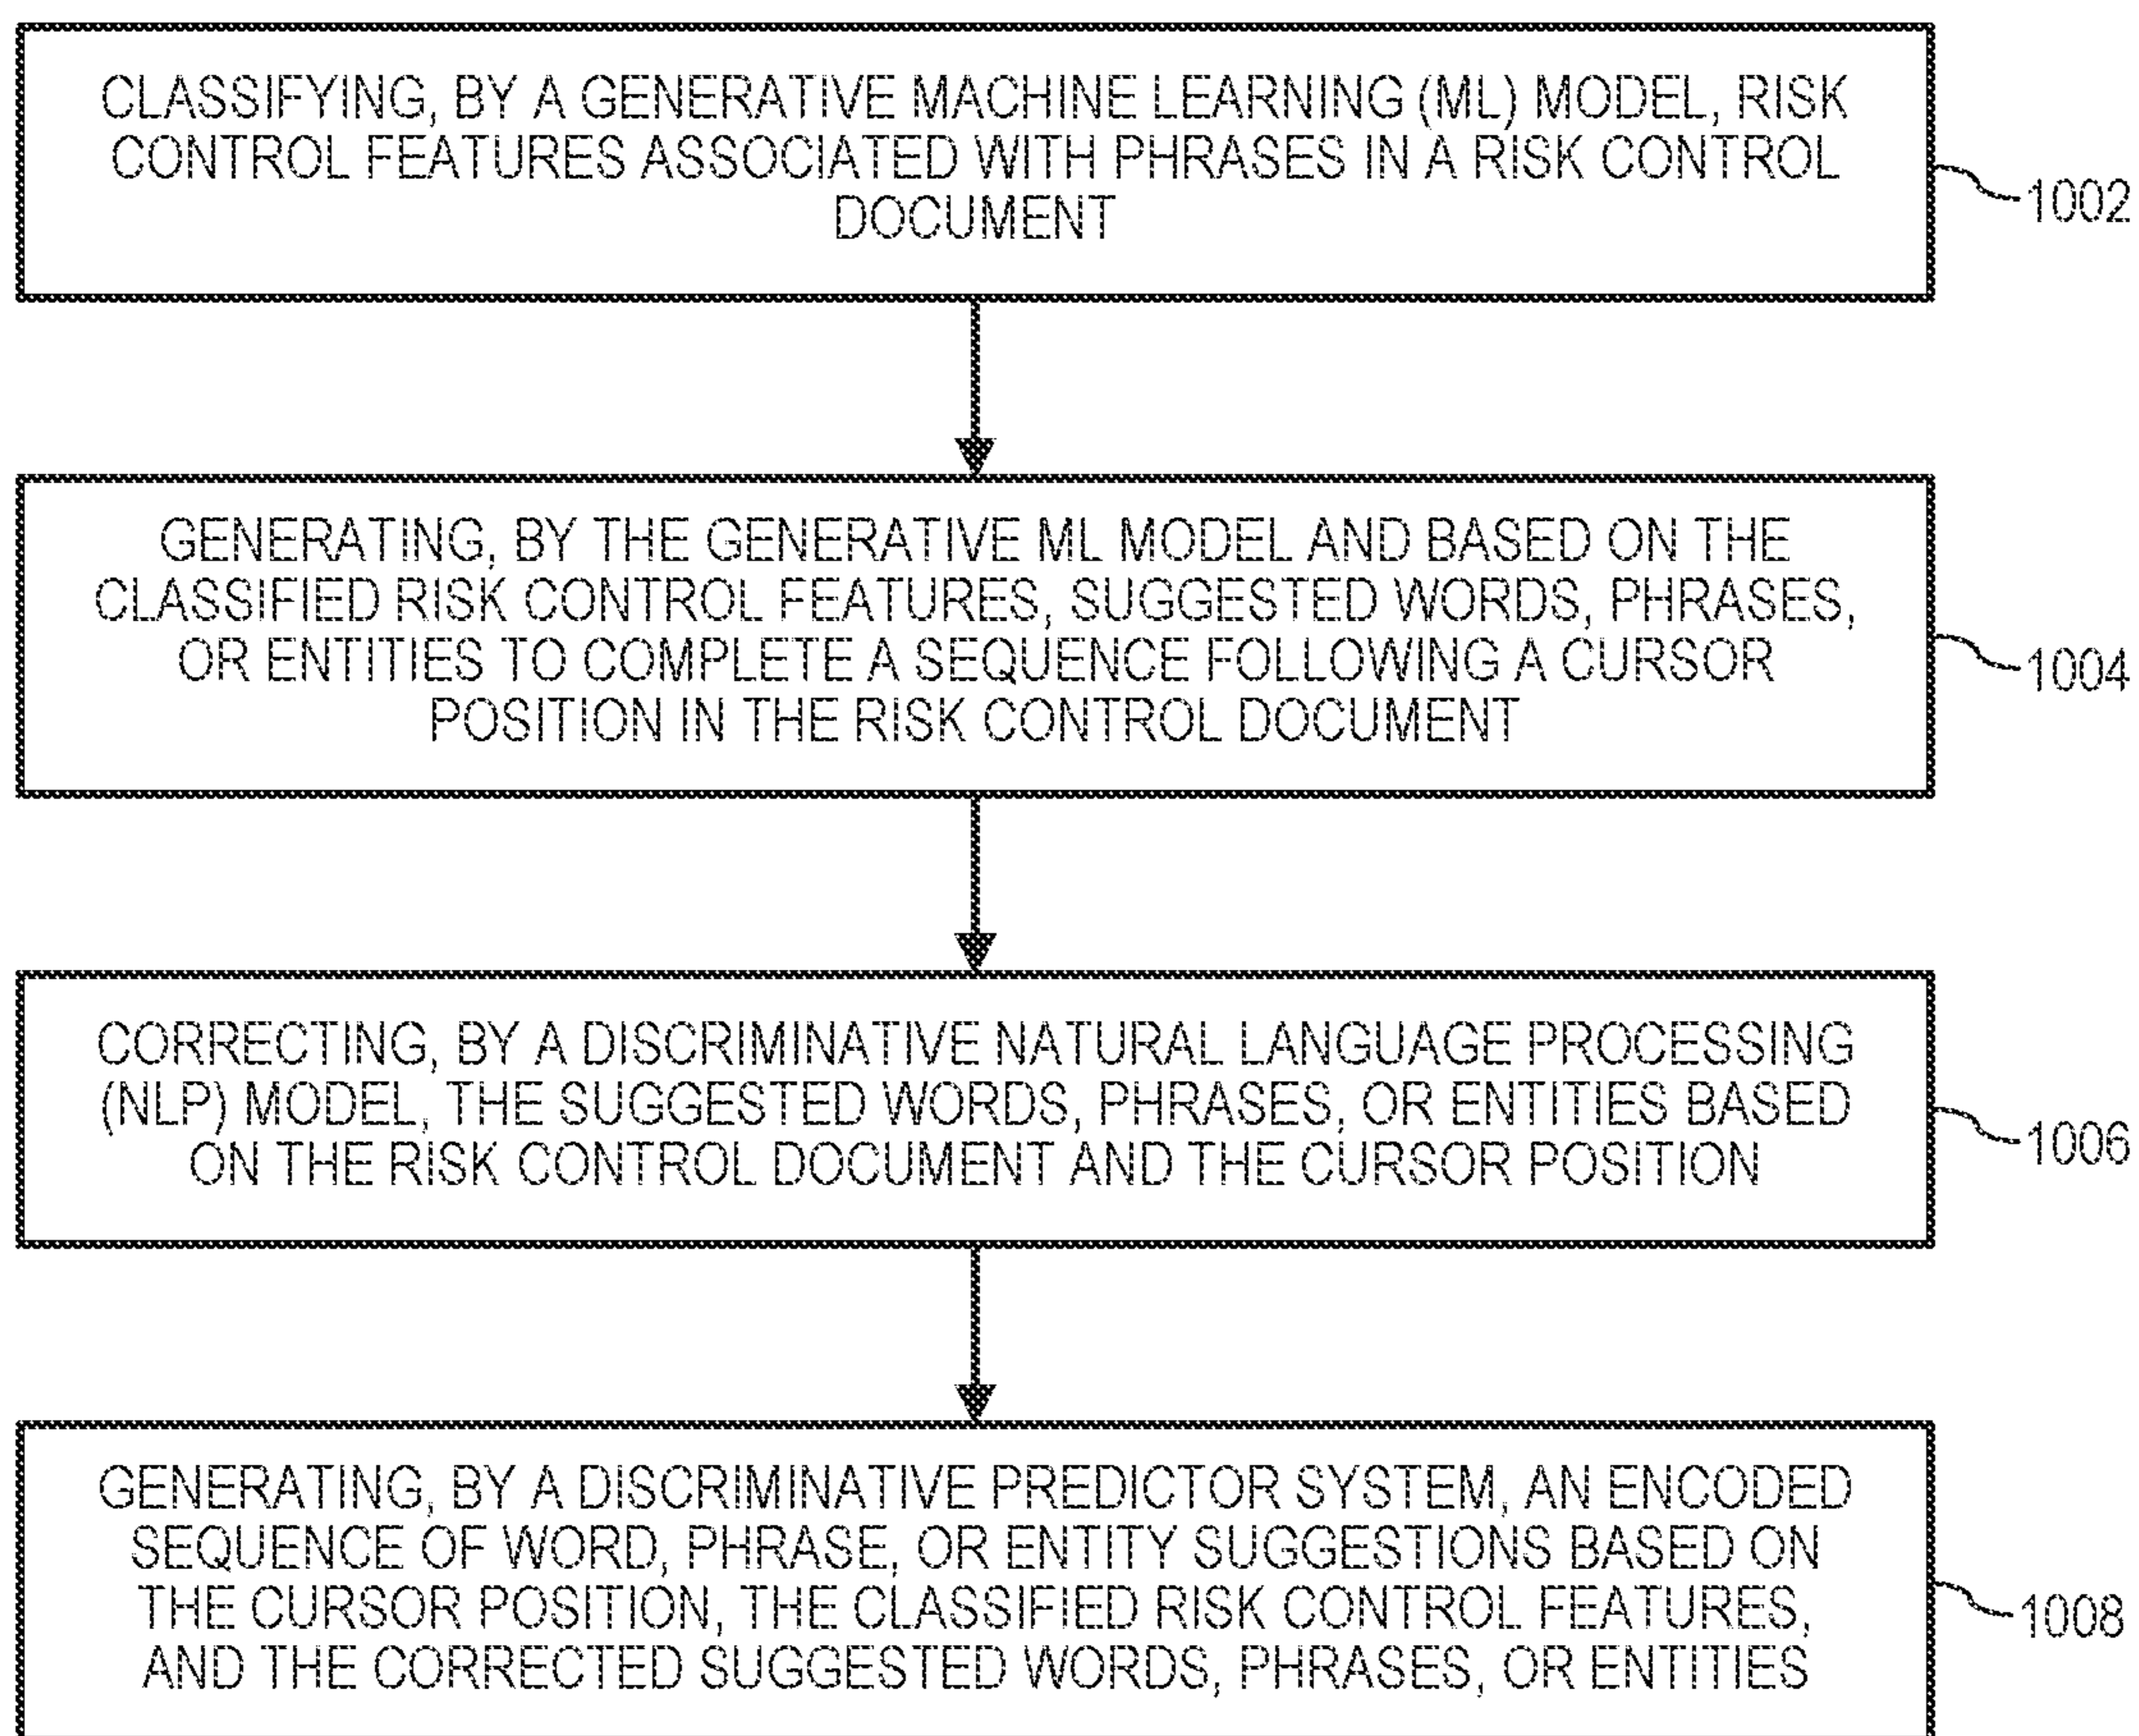 CLASSIFYING, BY A GENERATIVE MACHINE LEARNING (ML) MODEL, RISK
CONTROL FEATURES ASSOCIATED WITH PHRASES IN A RISK CONTROL
DOCUMENT
1002
GENERATING, BY THE GENERATIVE ML MODEL AND BASED ON THE
CLASSIFIED RISK CONTROL FEATURES, SUGGESTED WORDS, PHRASES,
OR ENTITIES TO COMPLETE A SEQUENCE FOLLOWING A CURSOR
POSITION IN THE RISK CONTROL DOCUMENT
1004
CORRECTING, BY A DISCRIMINATIVE NATURAL LANGUAGE PROCESSING
(NLP) MODEL, THE SUGGESTED WORDS, PHRASES, OR ENTITIES BASED
ON THE RISK CONTROL DOCUMENT AND THE CURSOR POSITION
1006
GENERATING, BY A DISCRIMINATIVE PREDICTOR SYSTEM, AN ENCODED
SEQUENCE OF WORD, PHRASE, OR ENTITY SUGGESTIONS BASED ON
THE CURSOR POSITION, THE CLASSIFIED RISK CONTROL FEATURES,
AND THE CORRECTED SUGGESTED WORDS, PHRASES, OR ENTITIES
1008